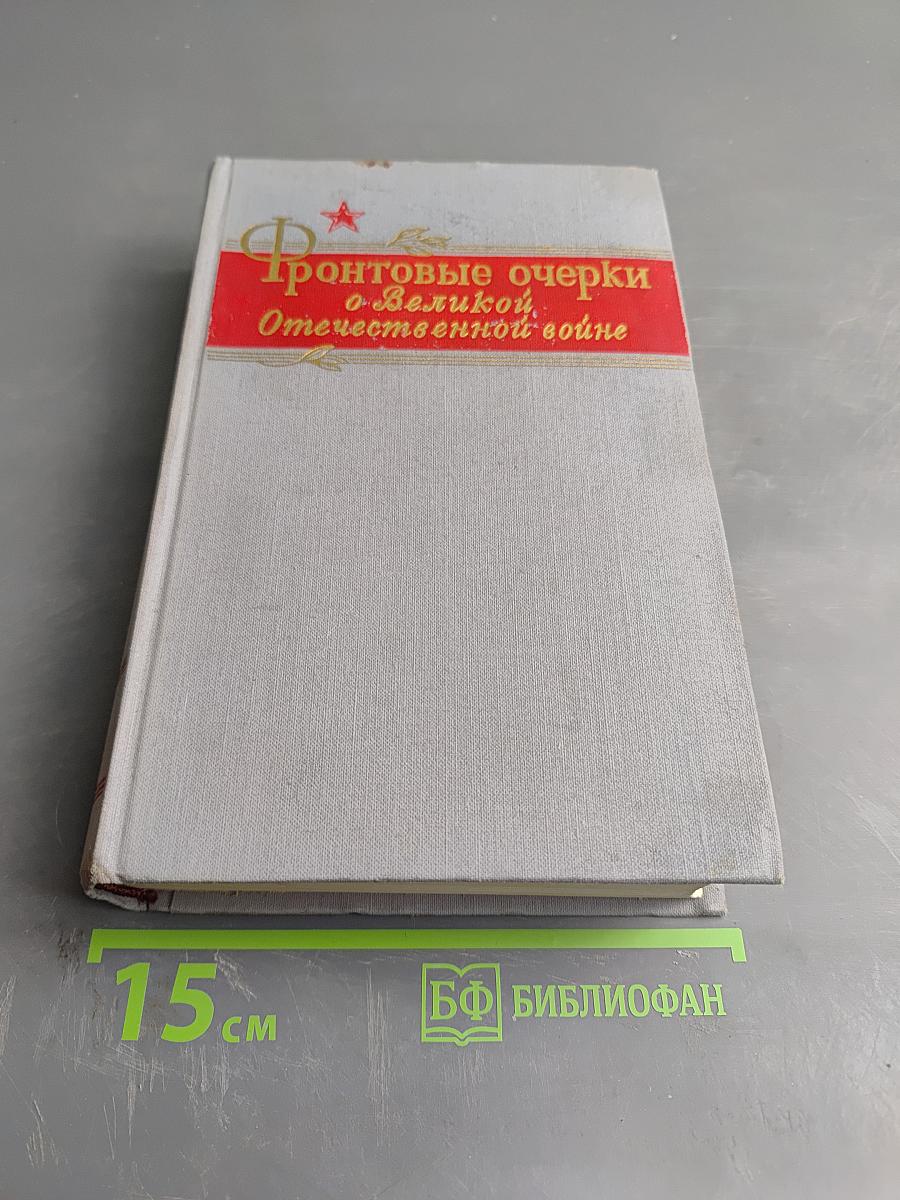 Фронтовые очерки
о Великой
Отечественной войне
15 см
БФ БИБЛИОФАН